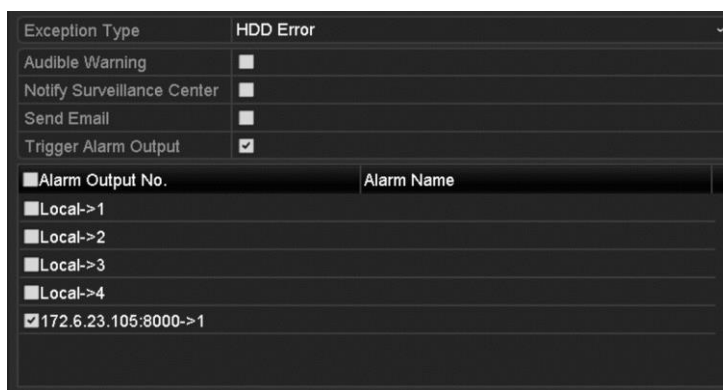 Exception Type HDD Error
Audible Warning
Notify Surveillance Center
Send Email
Trigger Alarm Output
Alarm Output No. Alarm Name
Local->1
Local->2
Local->3
Local->4
172.6.23.105:8000->1